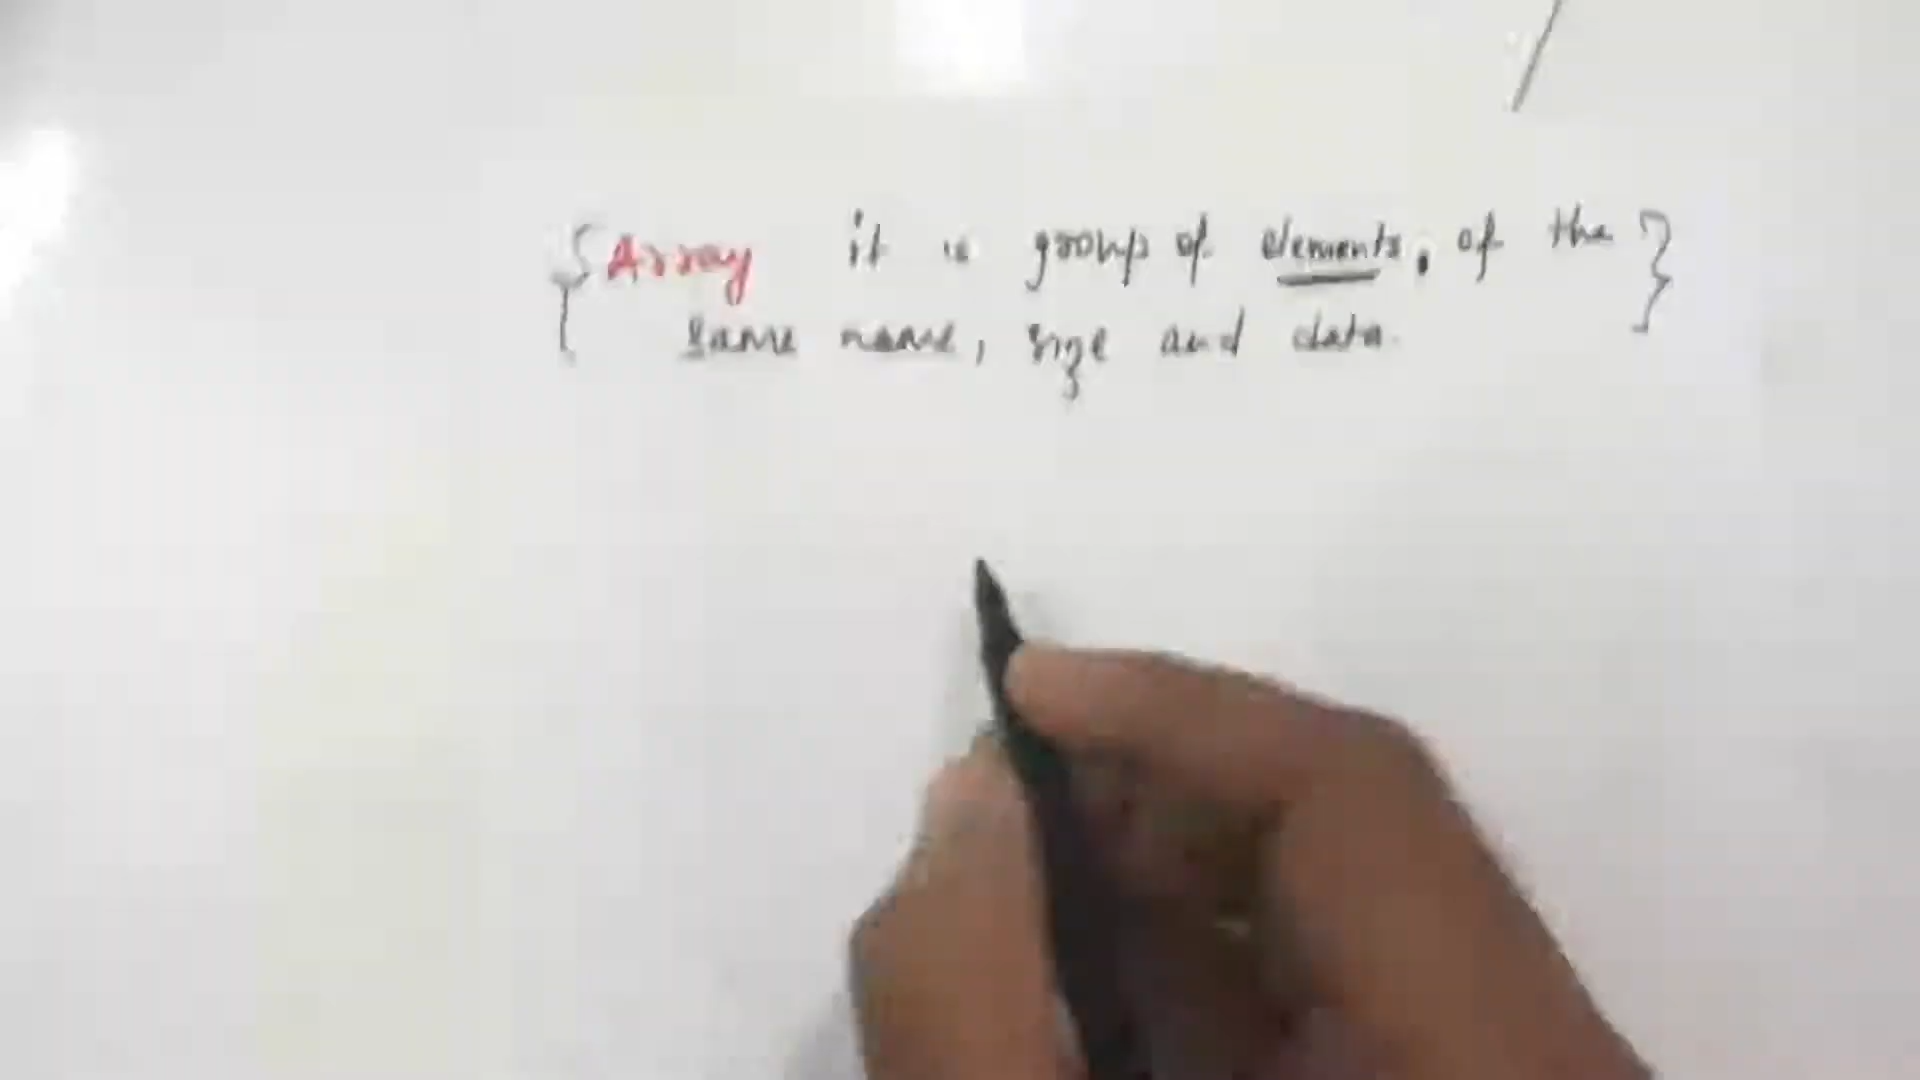 { Array it is group of elements, of the }
same name, size and data.